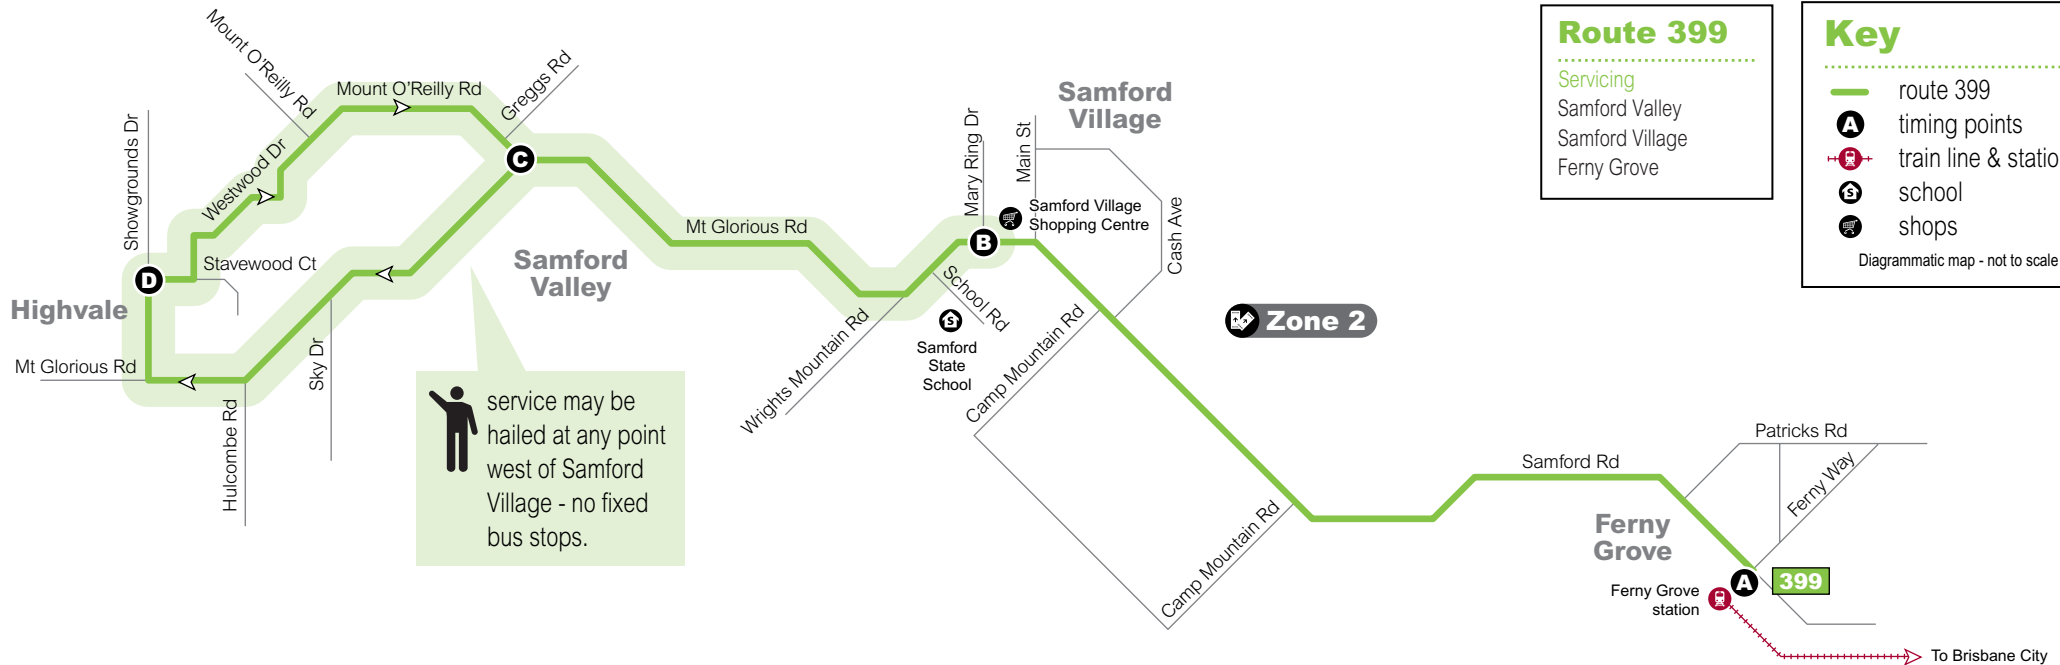 Route 399
Servicing
Samford Valley
Samford Village
Ferny Grove
Key
route 399
A
timing points
train line & statio
school
shops
Diagrammatic map - not to scale
Mount O'Reilly Rd
Mount O'Reilly Rd
Greggs Rd
Showgrounds Dr
Westwood Dr
C
D
Stavewood Ct
Highvale
Mt Glorious Rd
Hulcombe Rd
Sky Dr
Samford
Valley
service may be
hailed at any point
west of Samford
Village - no fixed
bus stops.
Mt Glorious Rd
Wrights Mountain Rd
School Rd
Samford
State
School
Mary Ring Dr
B
Main St
Samford
Village
Samford Village
Shopping Centre
Cash Ave
Camp Mountain Rd
Zone 2
Camp Mountain Rd
Samford Rd
Patricks Rd
Ferny Way
Ferny
Grove
A
399
Ferny Grove
station
To Brisbane City